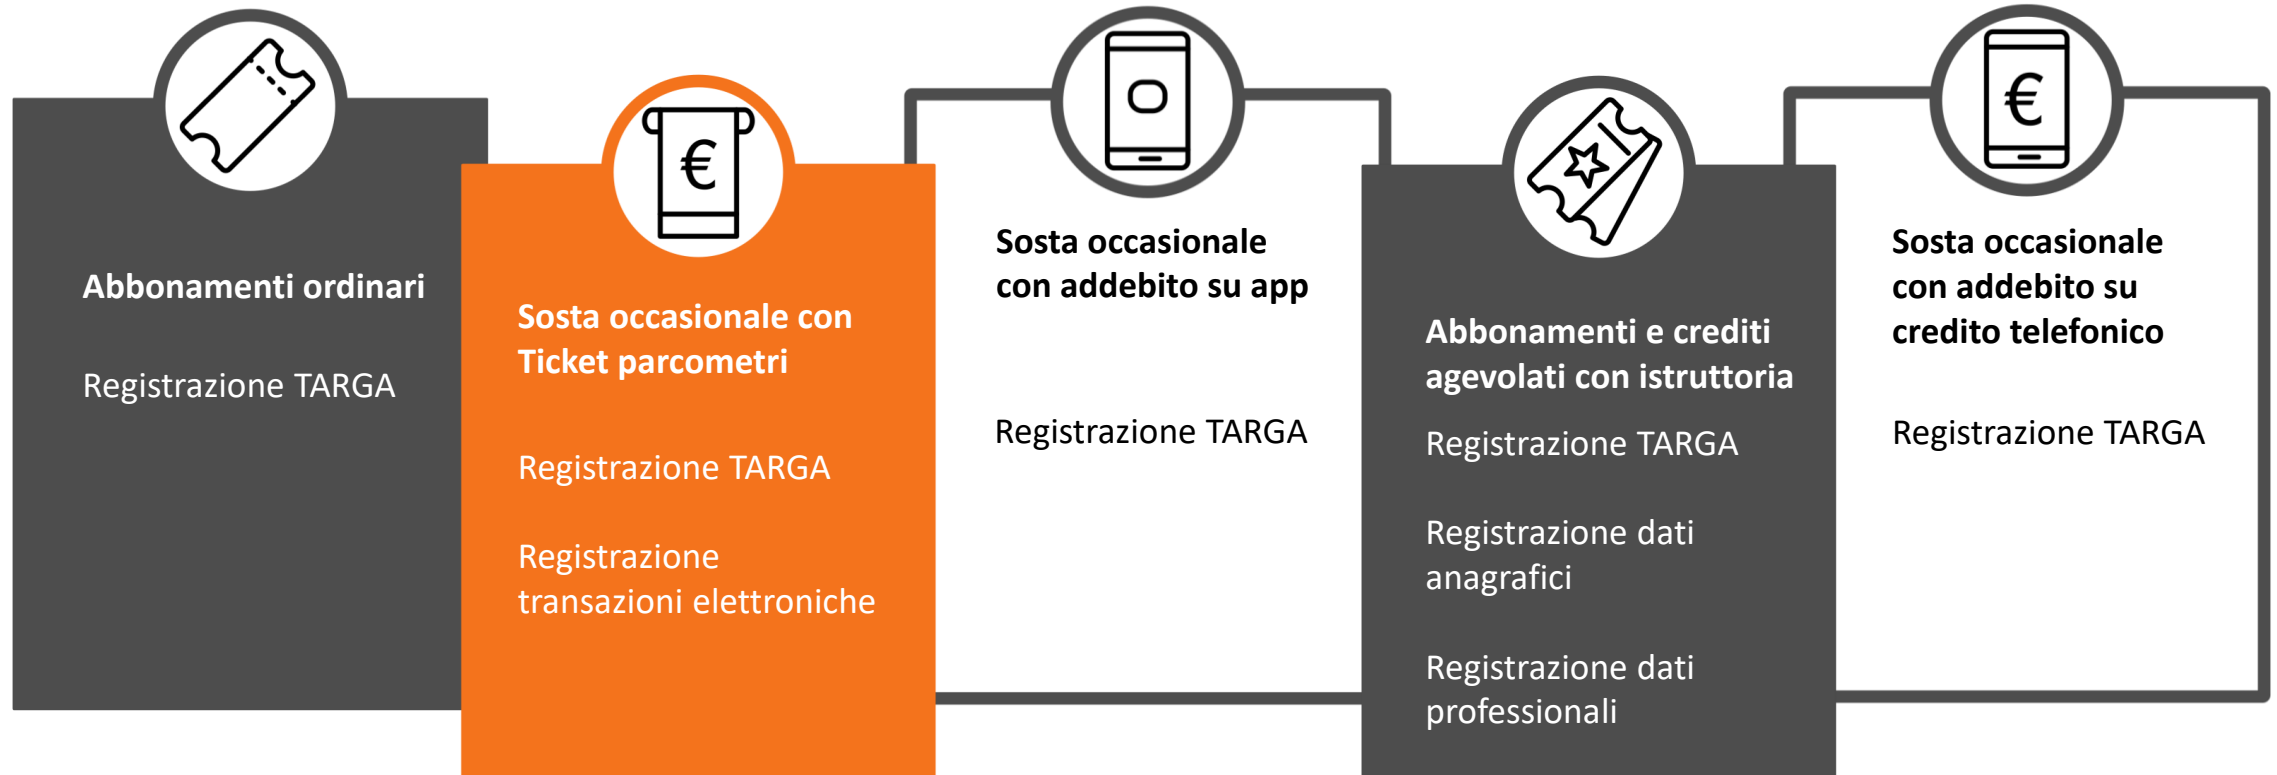 Abbonamenti ordinari
Registrazione TARGA
€
Sosta occasionale con
Ticket parcometri
Registrazione TARGA
Registrazione
transazioni elettroniche
Sosta occasionale
con addebito su app
Registrazione TARGA
Abbonamenti e crediti
agevolati con istruttoria
Registrazione TARGA
Registrazione dati
anagrafici
Registrazione dati
professionali
€
Sosta occasionale
con addebito su
credito telefonico
Registrazione TARGA